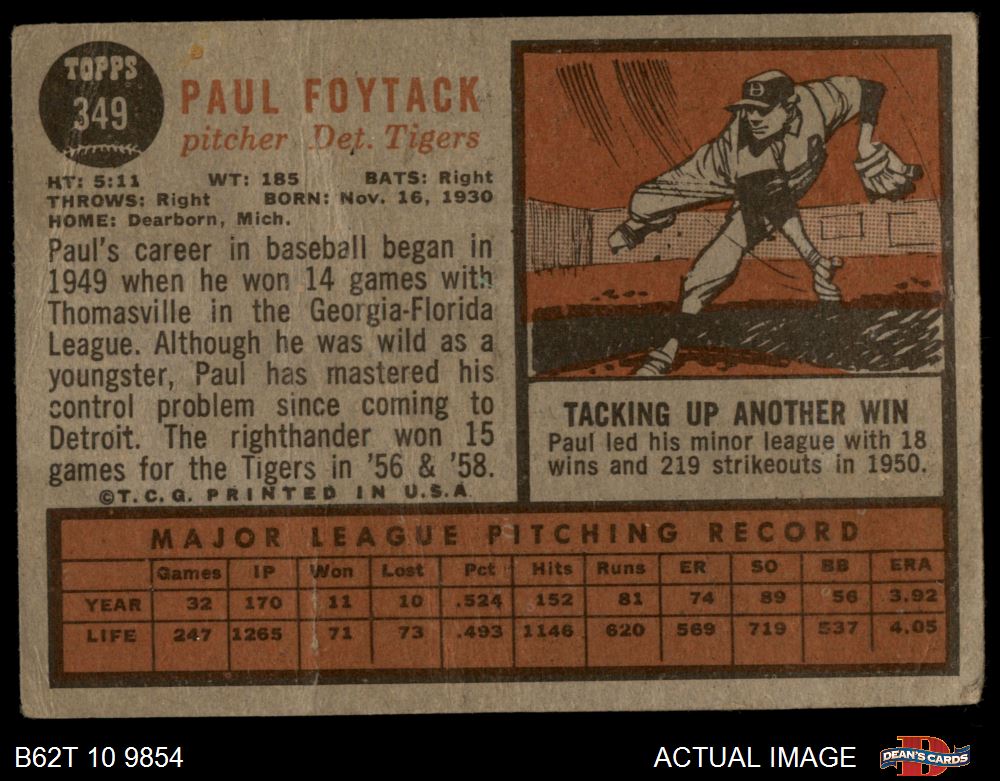 TOPPS
349
PAUL FOYTACK
pitcher Det. Tigers
HT: 5:11 WT: 185 BATS: Right
THROWS: Right BORN: Nov. 16, 1930
HOME: Dearborn, Mich.
Paul's career in baseball began in
1949 when he won 14 games with
Thomasville in the Georgia-Florida
League. Although he was wild as a
youngster, Paul has mastered his
control problem since coming to
Detroit. The righthander won 15
games for the Tigers in '56 & '58.
©T.C.G. PRINTED IN U.S.A.
D
TACKING UP ANOTHER WIN
Paul led his minor league with 18
wins and 219 strikeouts in 1950.
MAJOR LEAGUE PITCHING RECORD
Games IP Won Lost Pct Hits Runs ER SO BB ERA
YEAR 32 170 11 10 .524 152 81 74 89 56 3.92
LIFE 247 1265 71 73 .493 1146 620 569 719 537 4.05
B62T 10 9854
ACTUAL IMAGE
D
DEAN'S CARDS